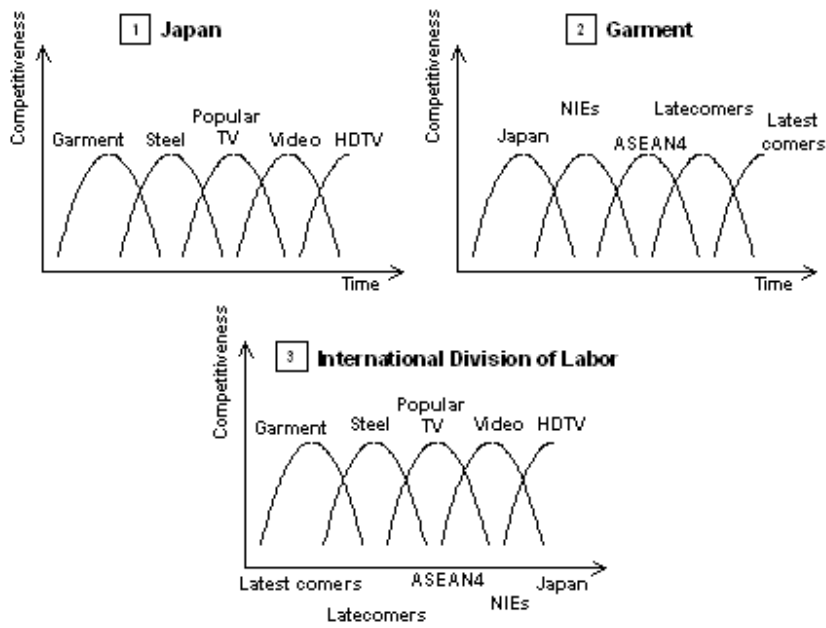 1 Japan
Competitiveness
Garment Steel Popular TV Video HDTV
Time
2 Garment
Competitiveness
Japan NIEs ASEAN4 Latecomers Latest comers
Time
3 International Division of Labor
Competitiveness
Garment Steel Popular TV Video HDTV
Latest comers Latecomers ASEAN4 NIEs Japan